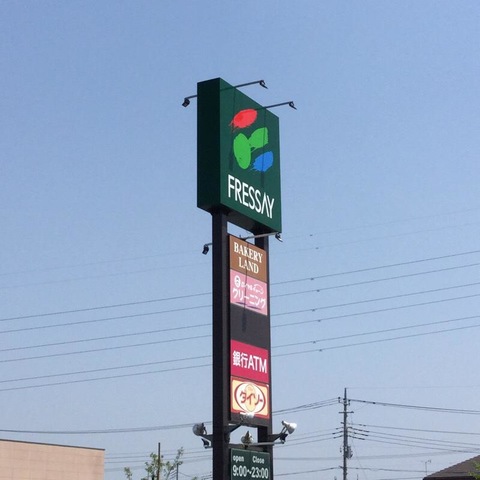 FRESSAY
BAKERY
LAND
クリーニング
銀行ATM
ダイソー
open Close
9:00~23:00